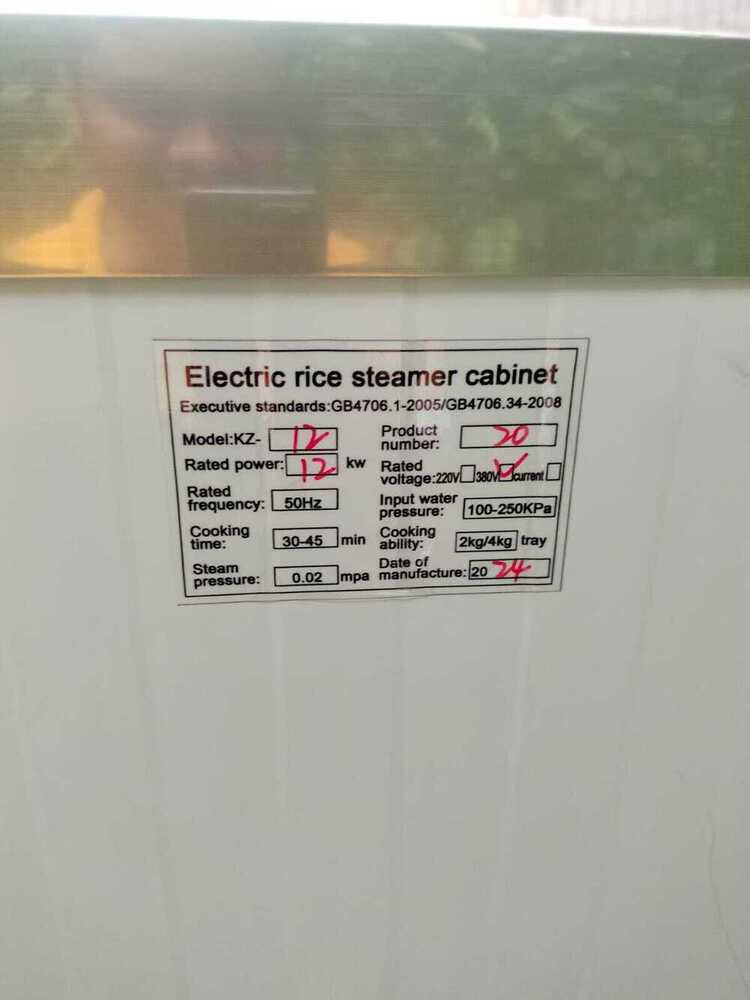 Electric rice steamer cabinet
Executive standards:GB4706.1-2005/GB4706.34-2008
Model:KZ- 12 Product number: 20
Rated power: 12 kw Rated voltage:220V 380V current
Rated frequency: 50Hz Input water pressure: 100-250KPa
Cooking time: 30-45 min Cooking ability: 2kg/4kg tray
Steam pressure: 0.02 mpa Date of manufacture: 20 24